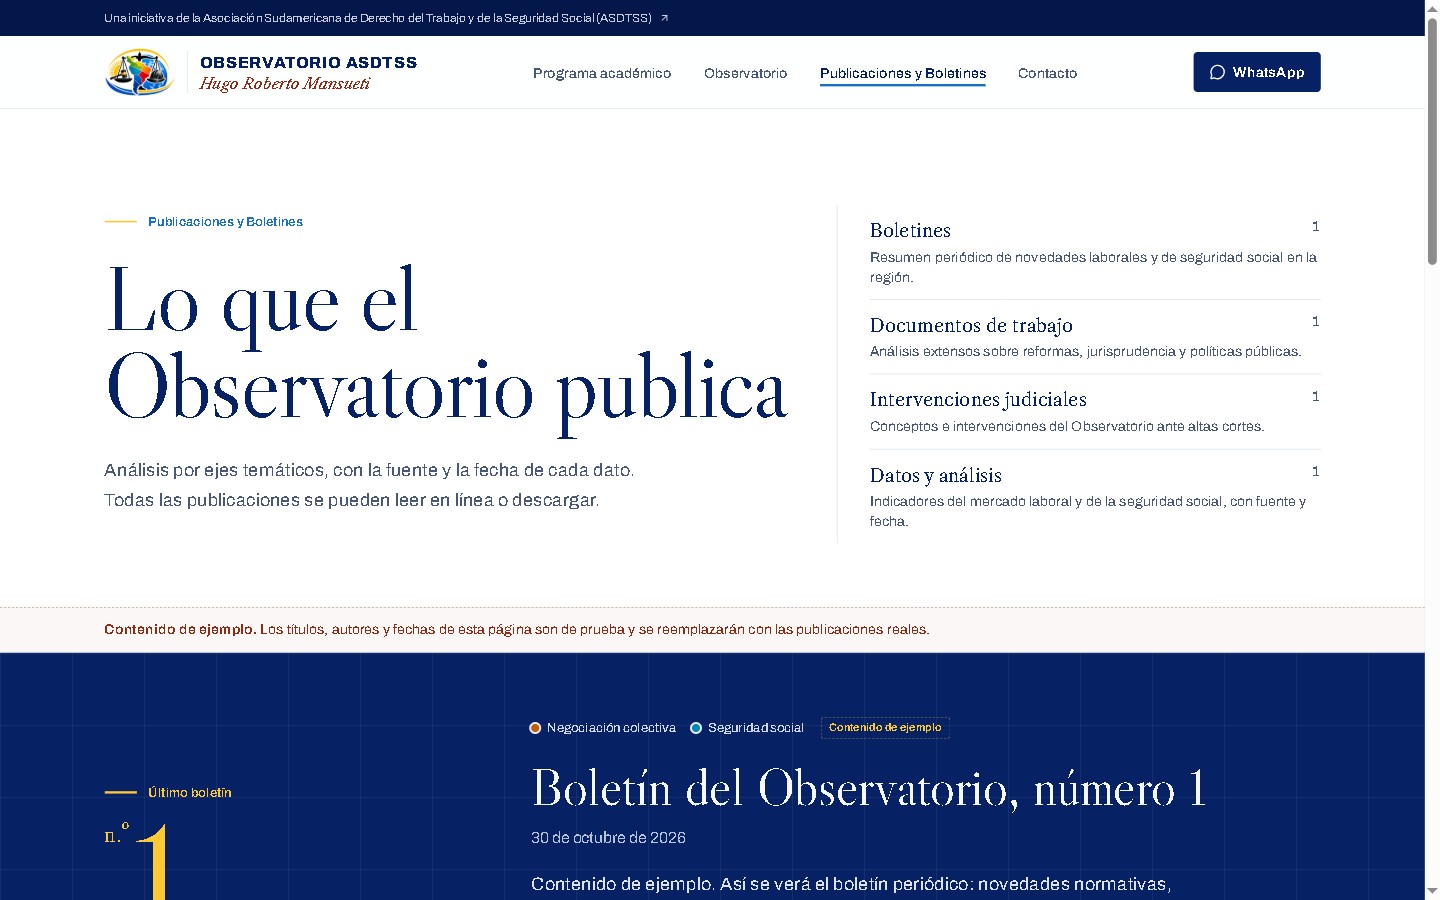 Una iniciativa de la Asociación Sudamericana de Derecho del Trabajo y de la Seguridad Social (ASDTSS) ↗
OBSERVATORIO ASDTSS
Hugo Roberto Mansueti
Programa académico
Observatorio
Publicaciones y Boletines
Contacto
WhatsApp
Publicaciones y Boletines
Lo que el
Observatorio publica
Análisis por ejes temáticos, con la fuente y la fecha de cada dato.
Todas las publicaciones se pueden leer en línea o descargar.
Boletines 1
Resumen periódico de novedades laborales y de seguridad social en la
región.
Documentos de trabajo 1
Análisis extensos sobre reformas, jurisprudencia y políticas públicas.
Intervenciones judiciales 1
Conceptos e intervenciones del Observatorio ante altas cortes.
Datos y análisis 1
Indicadores del mercado laboral y de la seguridad social, con fuente y
fecha.
Contenido de ejemplo. Los títulos, autores y fechas de esta página son de prueba y se reemplazarán con las publicaciones reales.
Último boletín
n.º 1
Negociación colectiva
Seguridad social
Contenido de ejemplo
Boletín del Observatorio, número 1
30 de octubre de 2026
Contenido de ejemplo. Así se verá el boletín periódico: novedades normativas,